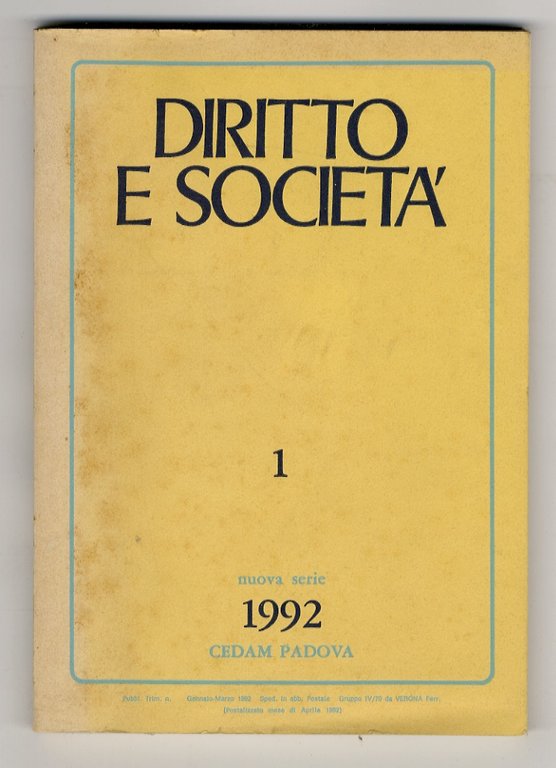 DIRITTO
E SOCIETÀ
1
nuova serie
1992
CEDAM PADOVA
Pubbl. Trim. n. Gennaio-Marzo 1992 Sped. in abb. Postale Gruppo IV/70 da VERONA Ferr.
(Postalizzato mese di Aprile 1992)